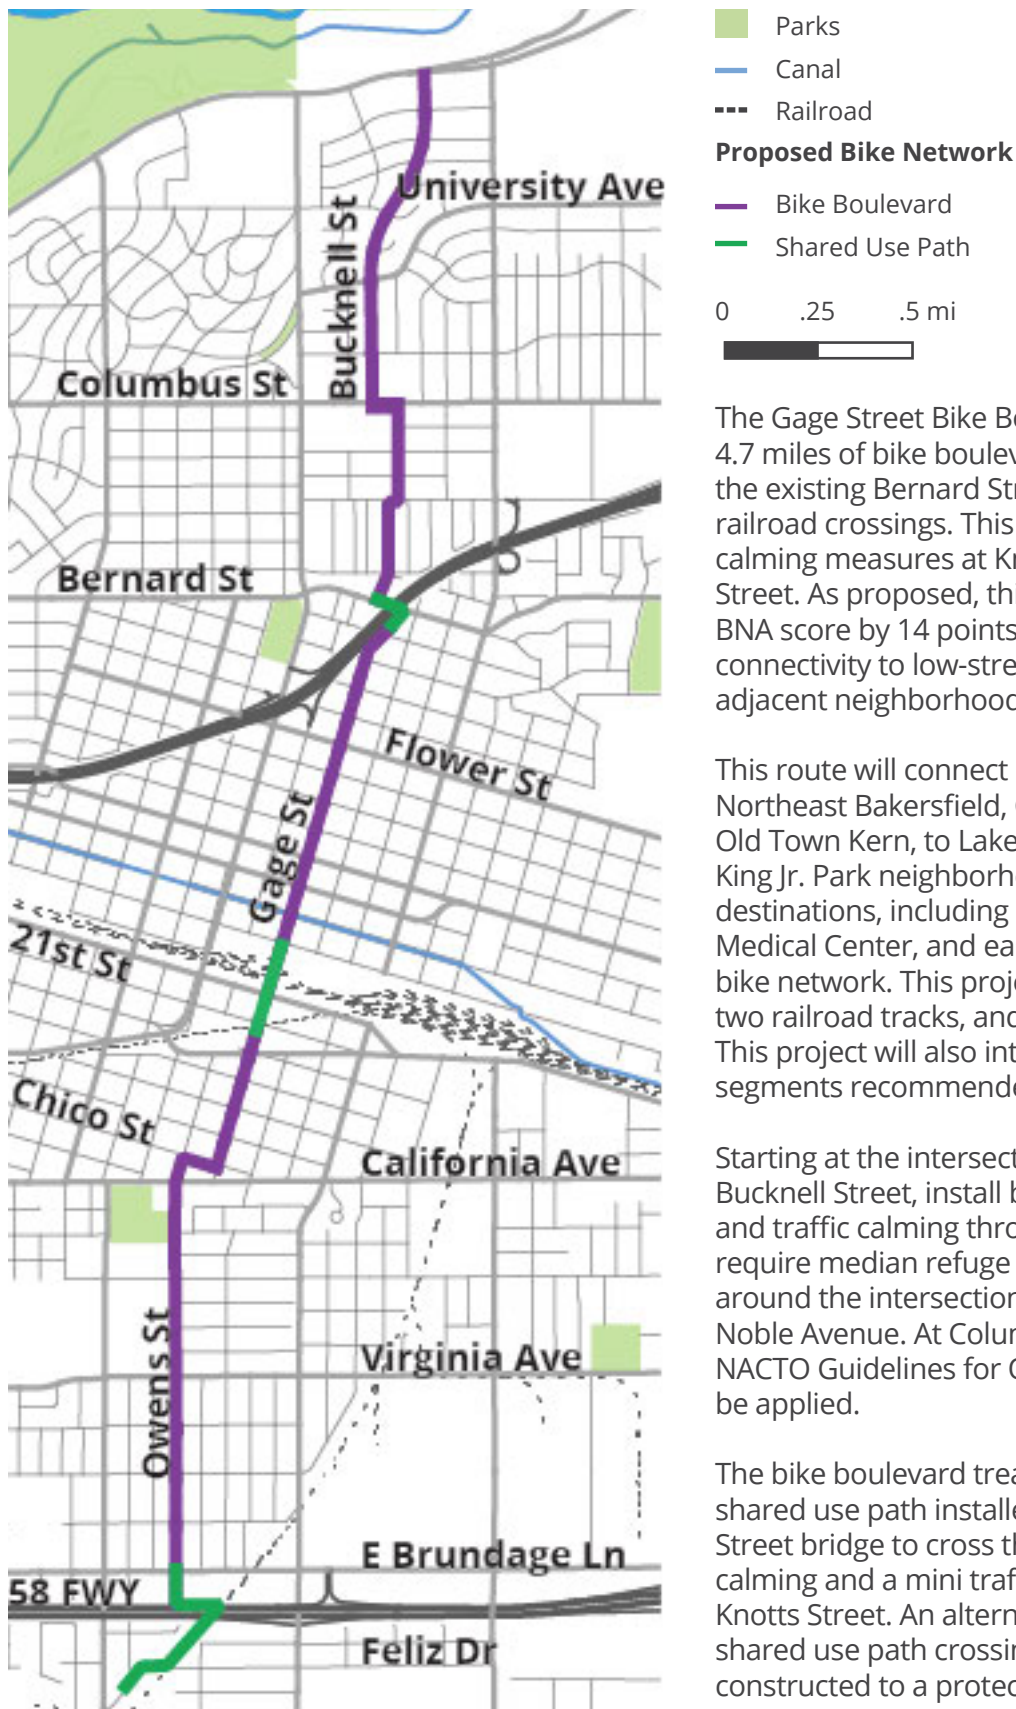 University Ave
Bucknell St
Columbus St
Bernard St
Flower St
Gage St
21st St
Chico St
California Ave
Owens St
Virginia Ave
E Brundage Ln
58 FWY
Feliz Dr
Parks
Canal
Railroad
Proposed Bike Network
Bike Boulevard
Shared Use Path
0 .25 .5 mi
The Gage Street Bike Bo
4.7 miles of bike boulev
the existing Bernard Str
railroad crossings. This
calming measures at Kn
Street. As proposed, thi
BNA score by 14 points
connectivity to low-stre
adjacent neighborhood
This route will connect
Northeast Bakersfield,
Old Town Kern, to Lake
King Jr. Park neighborh
destinations, including
Medical Center, and ea
bike network. This proj
two railroad tracks, and
This project will also int
segments recommende
Starting at the intersect
Bucknell Street, install b
and traffic calming thro
require median refuge
around the intersection
Noble Avenue. At Colun
NACTO Guidelines for C
be applied.
The bike boulevard trea
shared use path installe
Street bridge to cross th
calming and a mini traf
Knotts Street. An altern
shared use path crossin
constructed to a protec